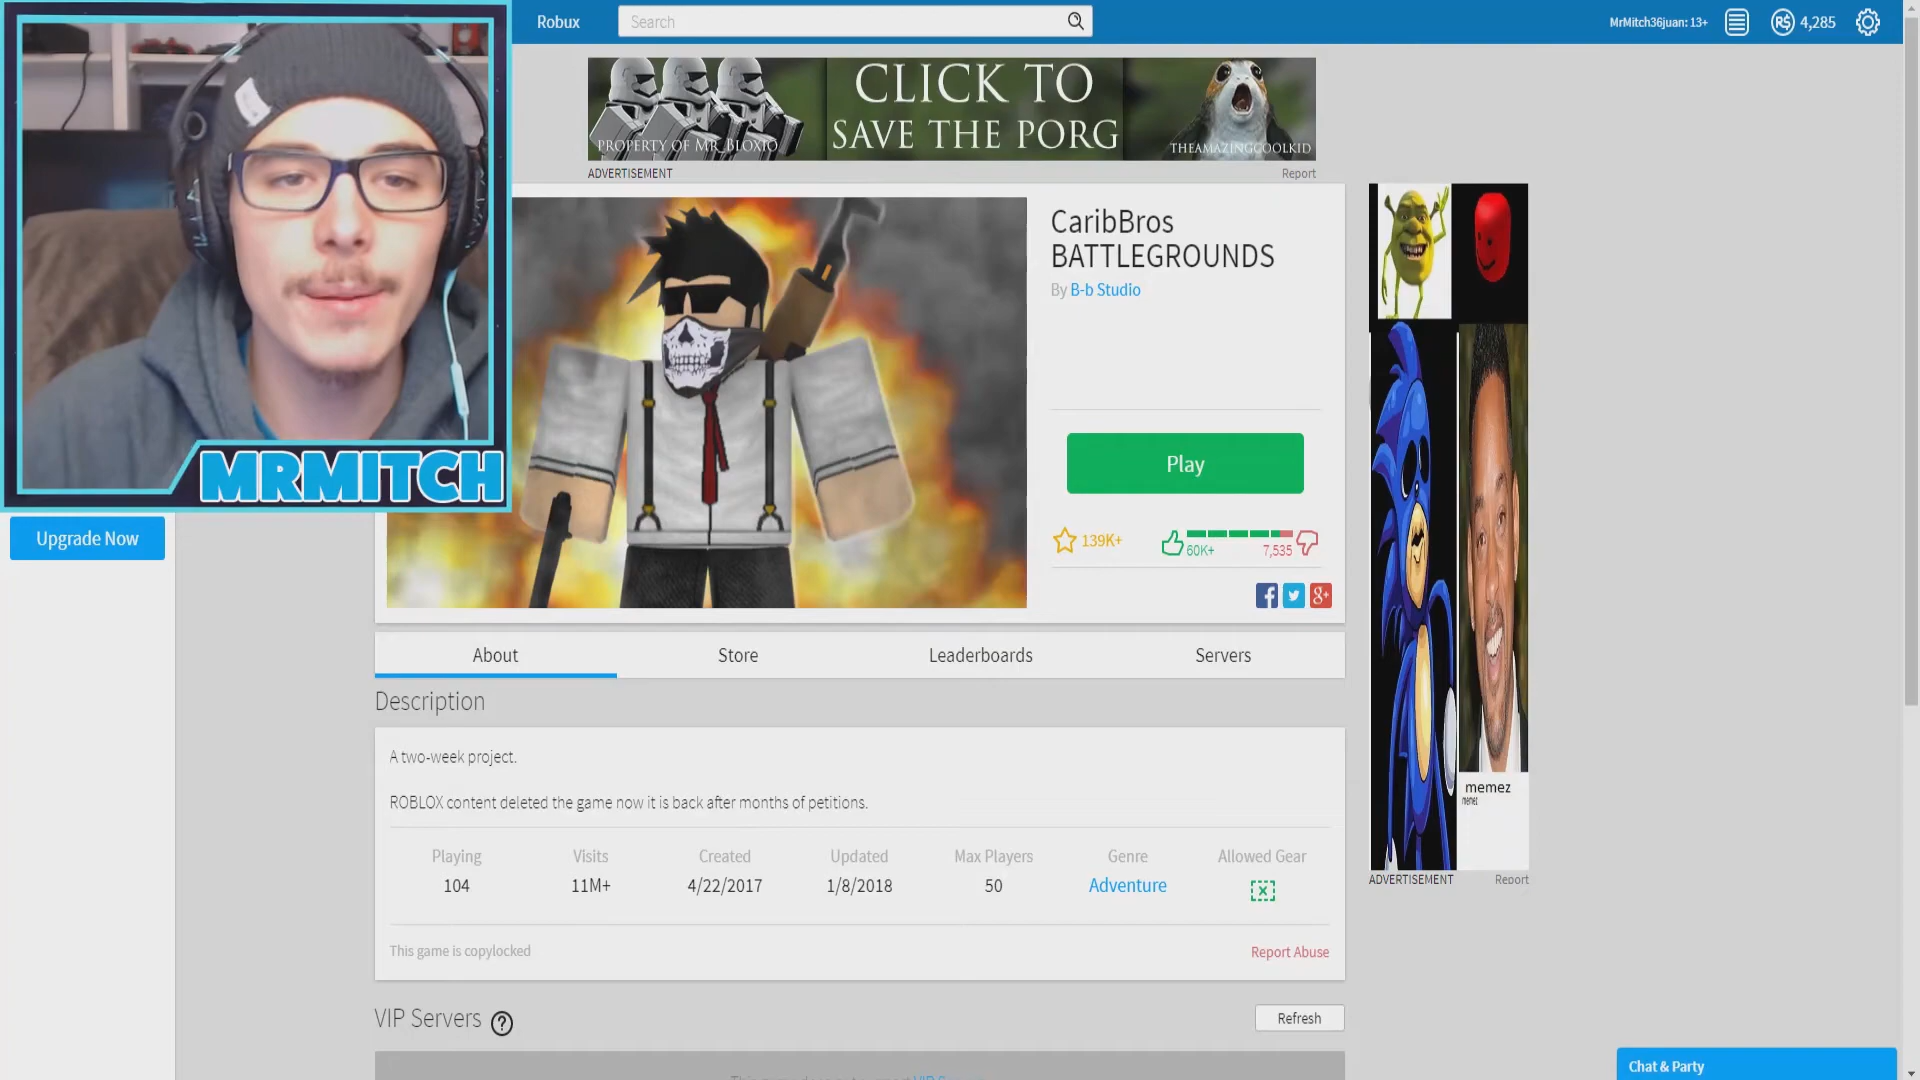 Robux
Search
MrMitch36juan: 13+
R$ 4,285
CLICK TO
SAVE THE PORG
PROPERTY OF MR_BLOXIO
THEAMAZINGCOOLKID
ADVERTISEMENT
Report
MRMITCH
Upgrade Now
CaribBros
BATTLEGROUNDS
By B-b Studio
Play
139K+
60K+
7,535
memez
memez
ADVERTISEMENT
Report
About
Store
Leaderboards
Servers
Description
A two-week project.
ROBLOX content deleted the game now it is back after months of petitions.
Playing
Visits
Created
Updated
Max Players
Genre
Allowed Gear
104
11M+
4/22/2017
1/8/2018
50
Adventure
This game is copylocked
Report Abuse
VIP Servers ?
Refresh
Chat & Party